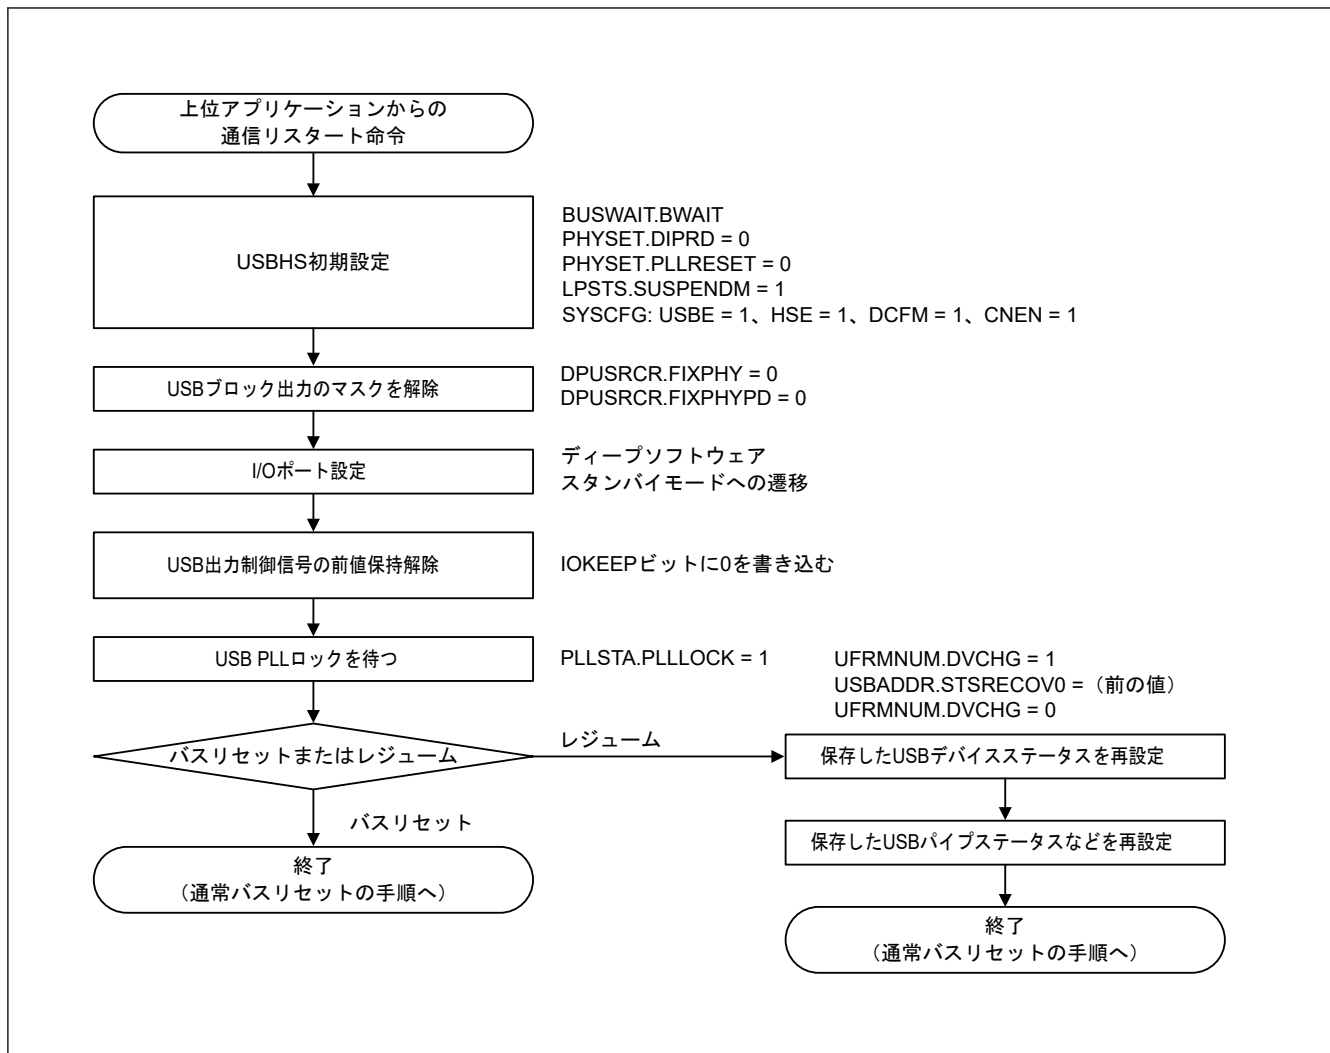 上位アプリケーションからの
通信リスタート命令
USBHS初期設定
BUSWAIT.BWAIT
PHYSET.DIPRD = 0
PHYSET.PLLRESET = 0
LPSTS.SUSPENDM = 1
SYSCFG: USBE = 1、HSE = 1、DCFM = 1、CNEN = 1
USBブロック出力のマスクを解除
DPUSRCR.FIXPHY = 0
DPUSRCR.FIXPHYPD = 0
I/Oポート設定
ディープソフトウェア
スタンバイモードへの遷移
USB出力制御信号の前値保持解除
IOKEEPビットに0を書き込む
USB PLLロックを待つ
PLLSTA.PLLLOCK = 1
UFRMNUM.DVCHG = 1
USBADDR.STSRECOV0 =（前の値）
UFRMNUM.DVCHG = 0
バスリセットまたはレジューム
レジューム
保存したUSBデバイスステータスを再設定
バスリセット
保存したUSBパイプステータスなどを再設定
終了
（通常バスリセットの手順へ）
終了
（通常バスリセットの手順へ）